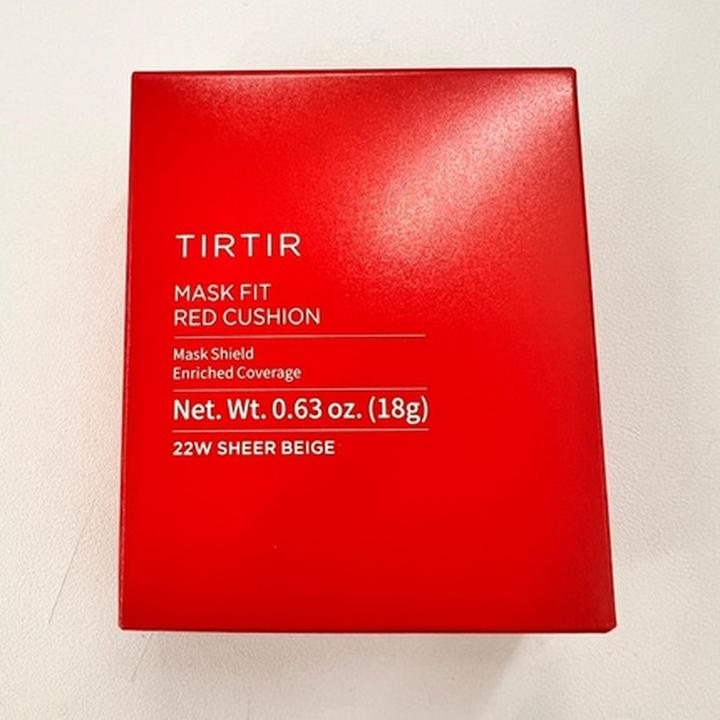 TIRTIR
MASK FIT
RED CUSHION
Mask Shield
Enriched Coverage
Net. Wt. 0.63 oz. (18g)
22W SHEER BEIGE